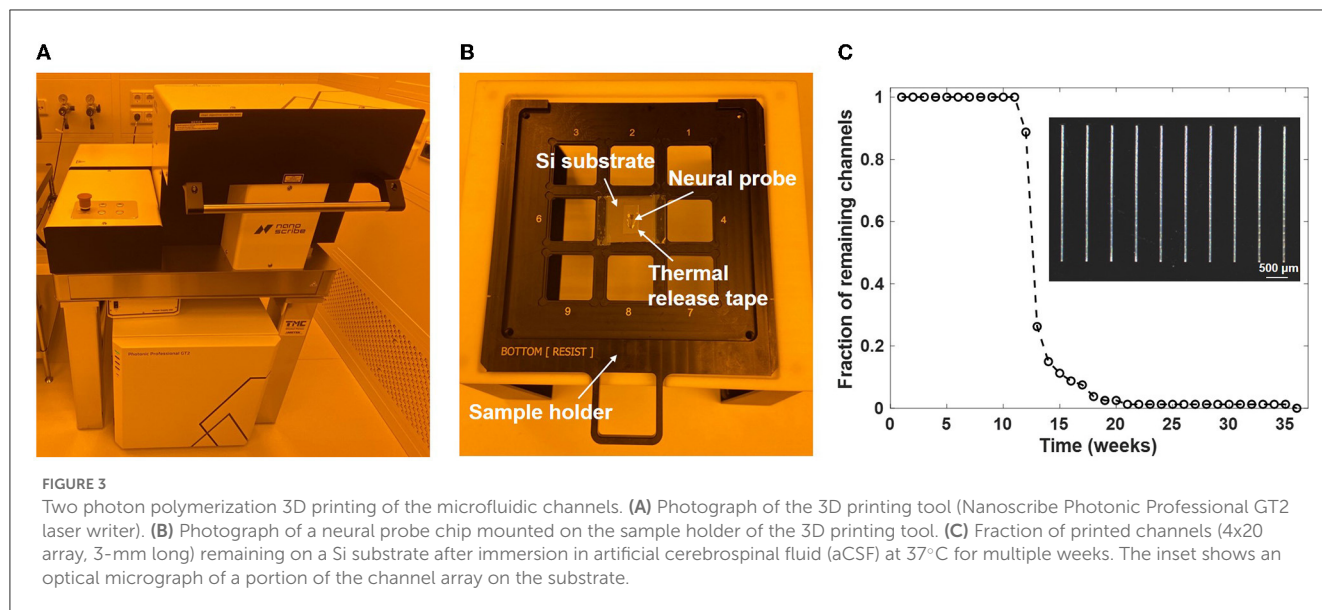 A
nano
scribe
TMC
Photonic Professional GT2
B
3 2 1
Si substrate
Neural probe
6 4
Thermal
release tape
9 8 7
BOTTOM [ RESIST ]
Sample holder
C
Fraction of remaining channels
1
0.8
0.6
0.4
0.2
0
500 µm
0 5 10 15 20 25 30 35
Time (weeks)
FIGURE 3
Two photon polymerization 3D printing of the microfluidic channels. (A) Photograph of the 3D printing tool (Nanoscribe Photonic Professional GT2
laser writer). (B) Photograph of a neural probe chip mounted on the sample holder of the 3D printing tool. (C) Fraction of printed channels (4x20
array, 3-mm long) remaining on a Si substrate after immersion in artificial cerebrospinal fluid (aCSF) at 37°C for multiple weeks. The inset shows an
optical micrograph of a portion of the channel array on the substrate.